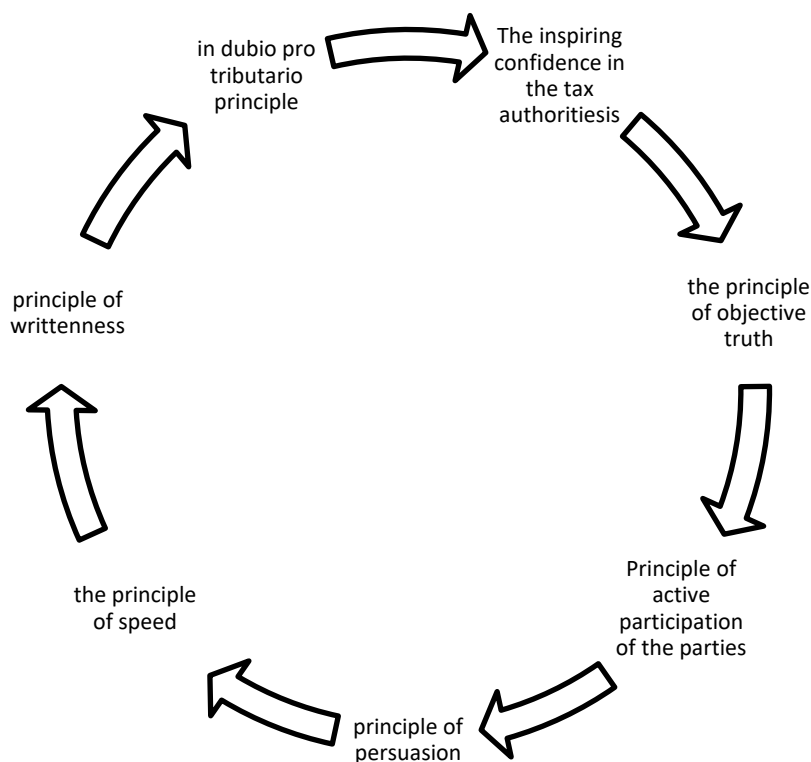 in dubio pro
tributario
principle
The inspiring
confidence in
the tax
authoritiesis
the principle
of objective
truth
Principle of
active
participation
of the parties
principle of
persuasion
the principle
of speed
principle of
writtenness